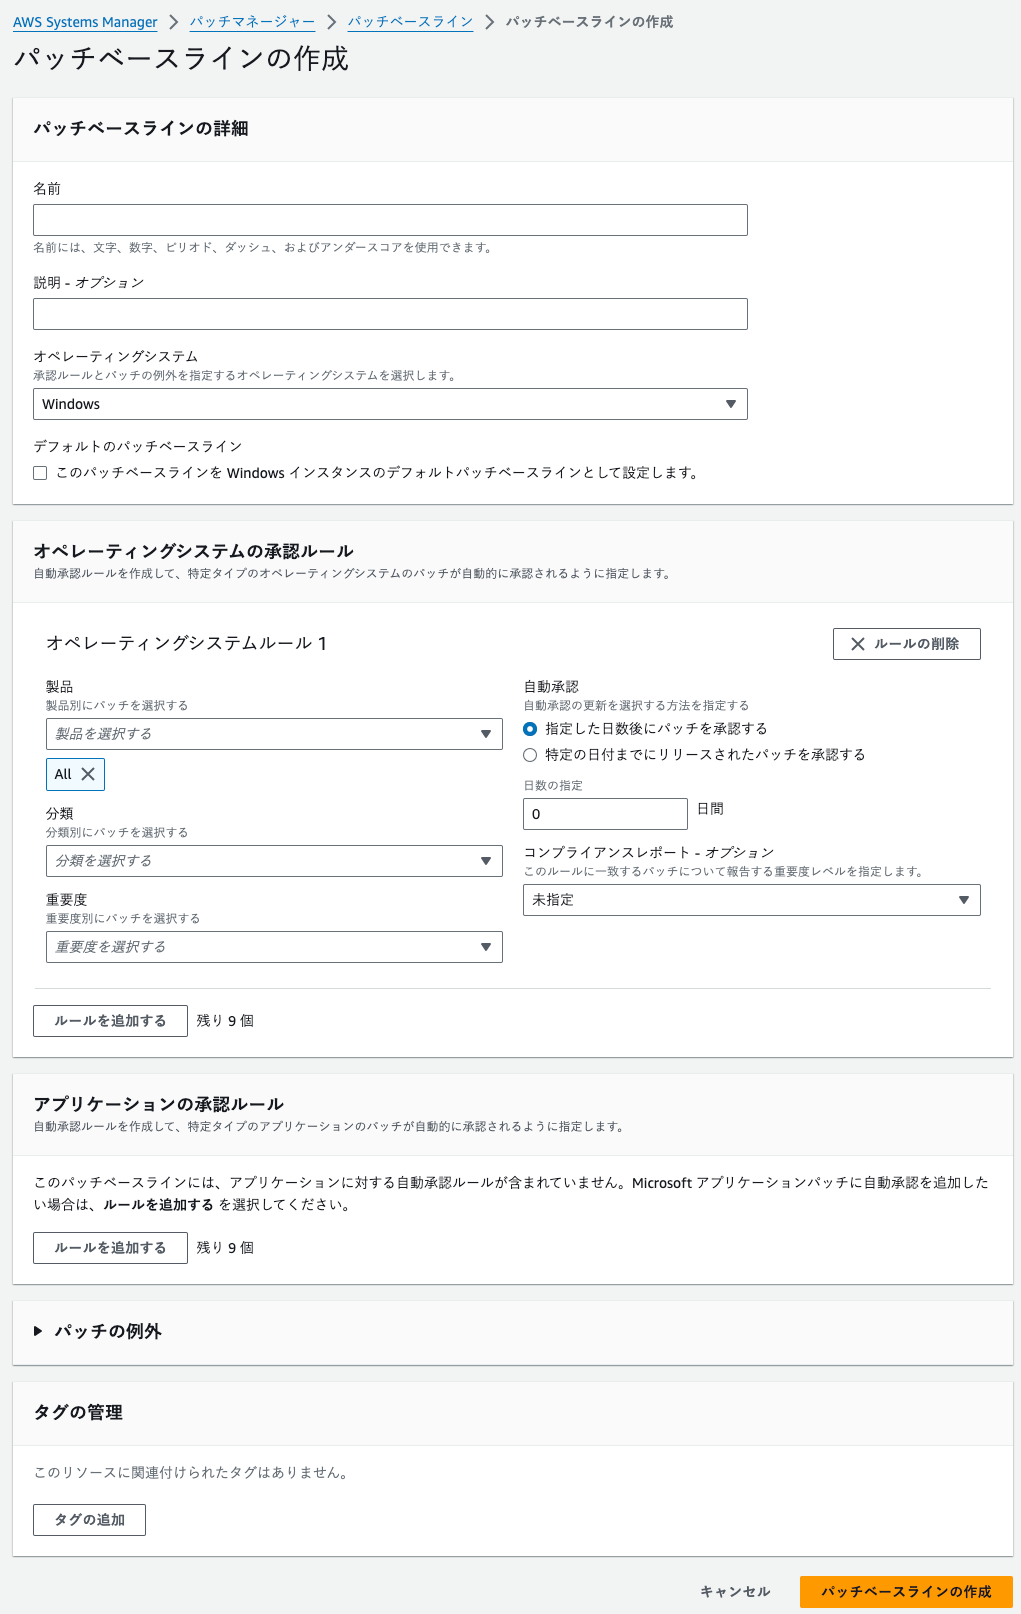 AWS Systems Manager > パッチマネージャー > パッチベースライン > パッチベースラインの作成
パッチベースラインの作成
パッチベースラインの詳細
名前
名前には、文字、数字、ピリオド、ダッシュ、およびアンダースコアを使用できます。
説明 - オプション
オペレーティングシステム
承認ルールとパッチの例外を指定するオペレーティングシステムを選択します。
Windows
デフォルトのパッチベースライン
このパッチベースラインを Windows インスタンスのデフォルトパッチベースラインとして設定します。
オペレーティングシステムの承認ルール
自動承認ルールを作成して、特定タイプのオペレーティングシステムのパッチが自動的に承認されるように指定します。
オペレーティングシステムルール 1
ルールの削除
製品
製品別にパッチを選択する
製品を選択する
All
分類
分類別にパッチを選択する
分類を選択する
重要度
重要度別にパッチを選択する
重要度を選択する
自動承認
自動承認の更新を選択する方法を指定する
指定した日数後にパッチを承認する
特定の日付までにリリースされたパッチを承認する
日数の指定
0 日間
コンプライアンスレポート - オプション
このルールに一致するパッチについて報告する重要度レベルを指定します。
未指定
ルールを追加する 残り 9 個
アプリケーションの承認ルール
自動承認ルールを作成して、特定タイプのアプリケーションのパッチが自動的に承認されるように指定します。
このパッチベースラインには、アプリケーションに対する自動承認ルールが含まれていません。Microsoft アプリケーションパッチに自動承認を追加した
い場合は、ルールを追加する を選択してください。
ルールを追加する 残り 9 個
パッチの例外
タグの管理
このリソースに関連付けられたタグはありません。
タグの追加
キャンセル パッチベースラインの作成